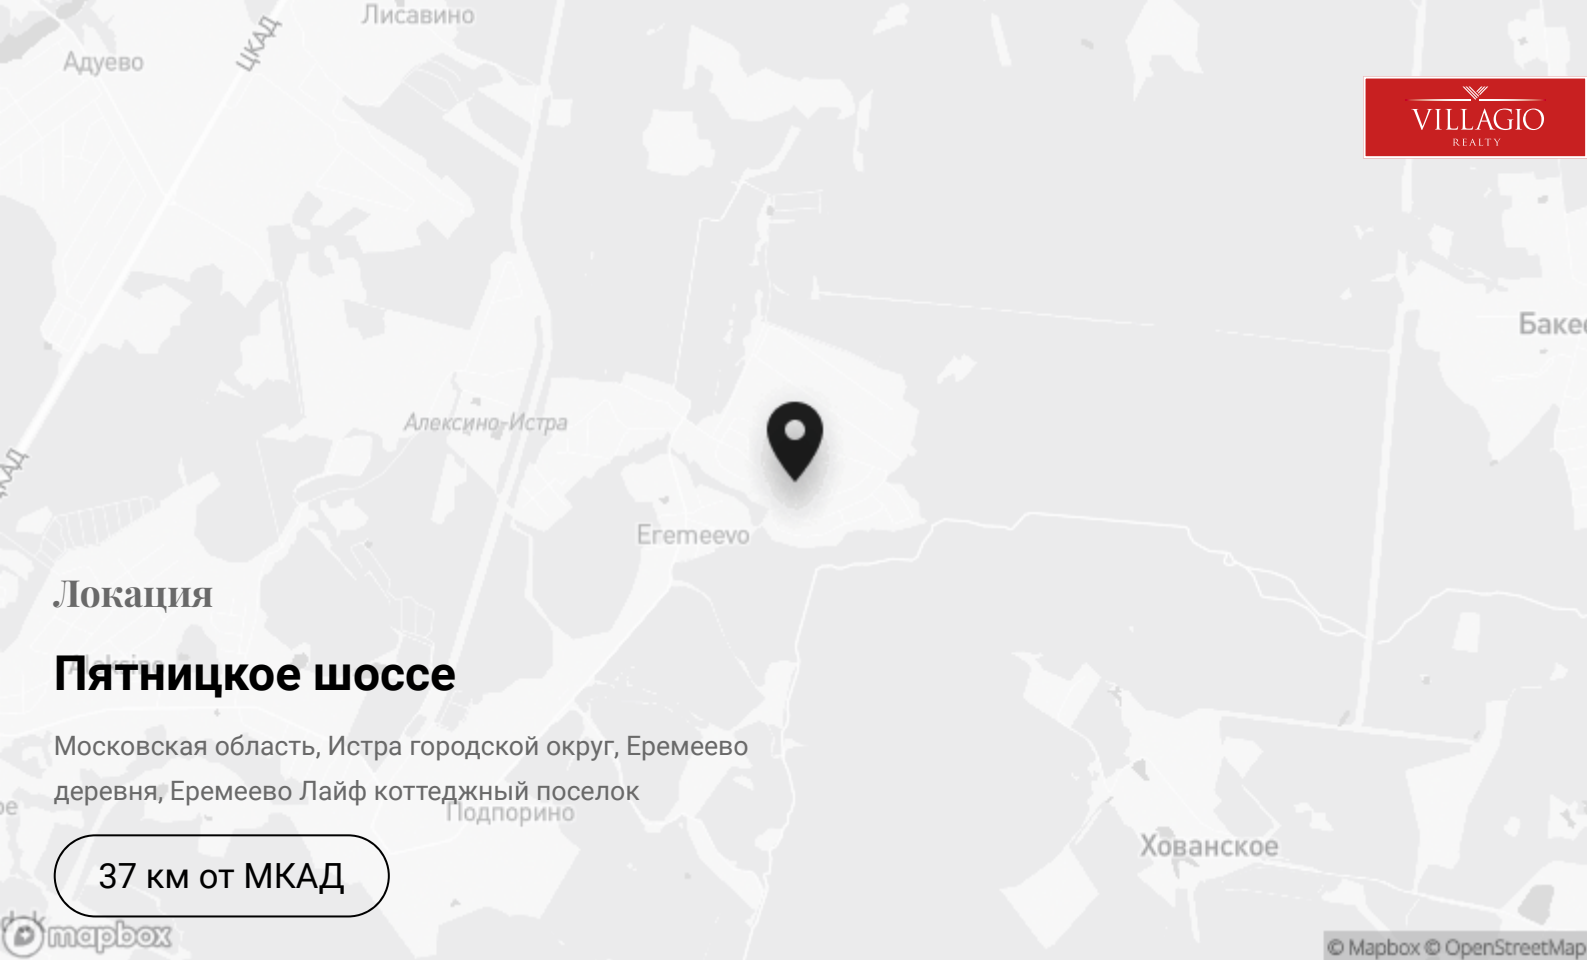 Лисавино
ЦКАД
Адуево
VILLAGIO
REALTY
Баке
Алексино-Истра
Егемееvo
Локация
Пятницкое шоссе
Московская область, Истра городской округ, Еремеево
деревня, Еремеево Лайф коттеджный поселок
Подпорино
37 км от МКАД
Хованское
mapbox
© Mapbox © OpenStreetMap